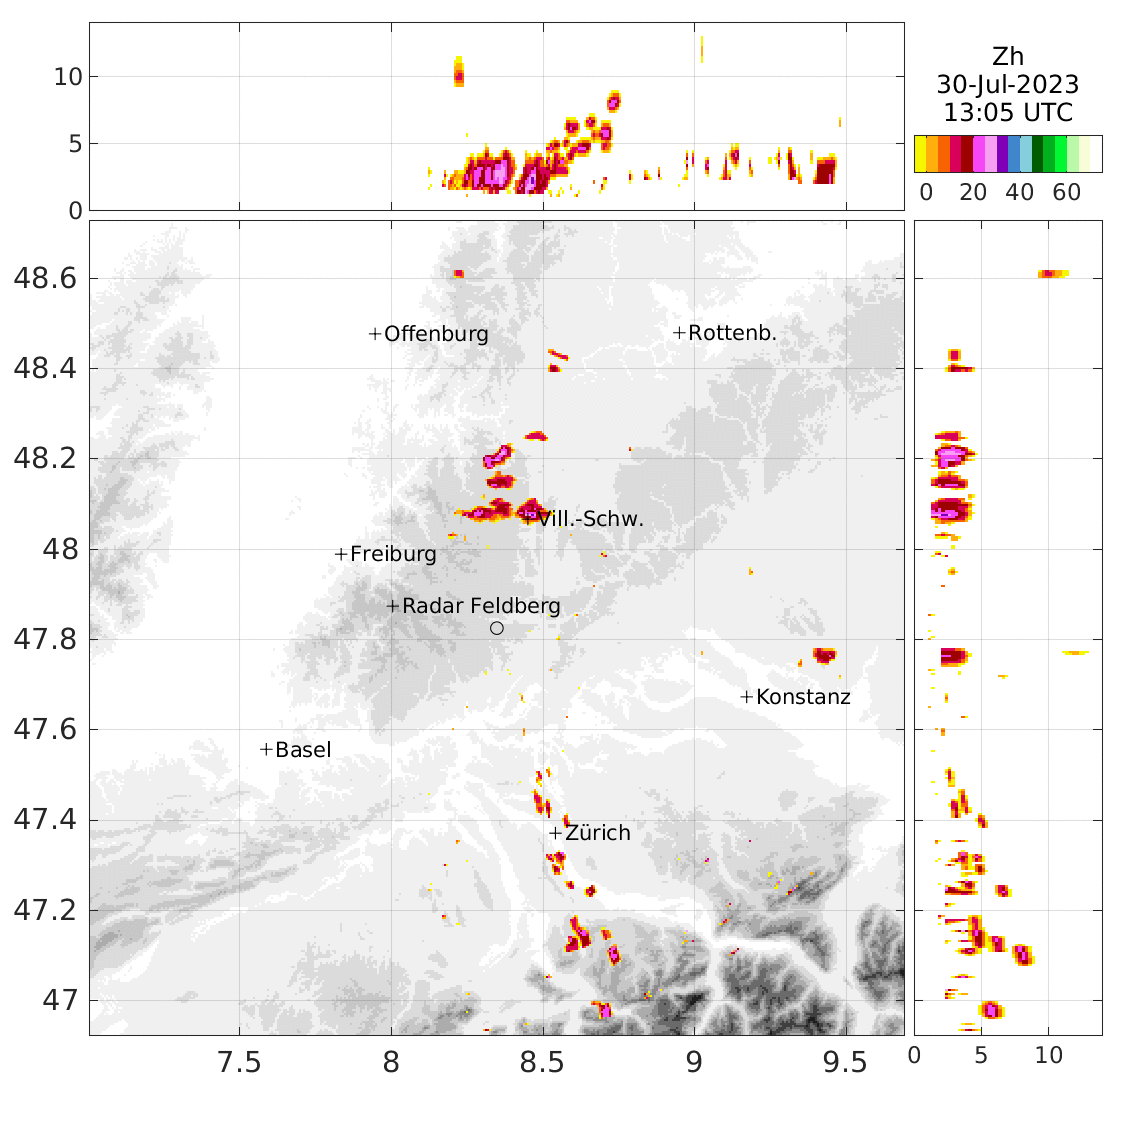 Zh
30-Jul-2023
13:05 UTC
10
5
0
0 20 40 60
48.6
48.4
48.2
48
47.8
47.6
47.4
47.2
47
+Offenburg
+Rottenb.
+Vill.-Schw.
+Freiburg
+Radar Feldberg
+Konstanz
+Basel
+Zürich
7.5 8 8.5 9 9.5
0 5 10